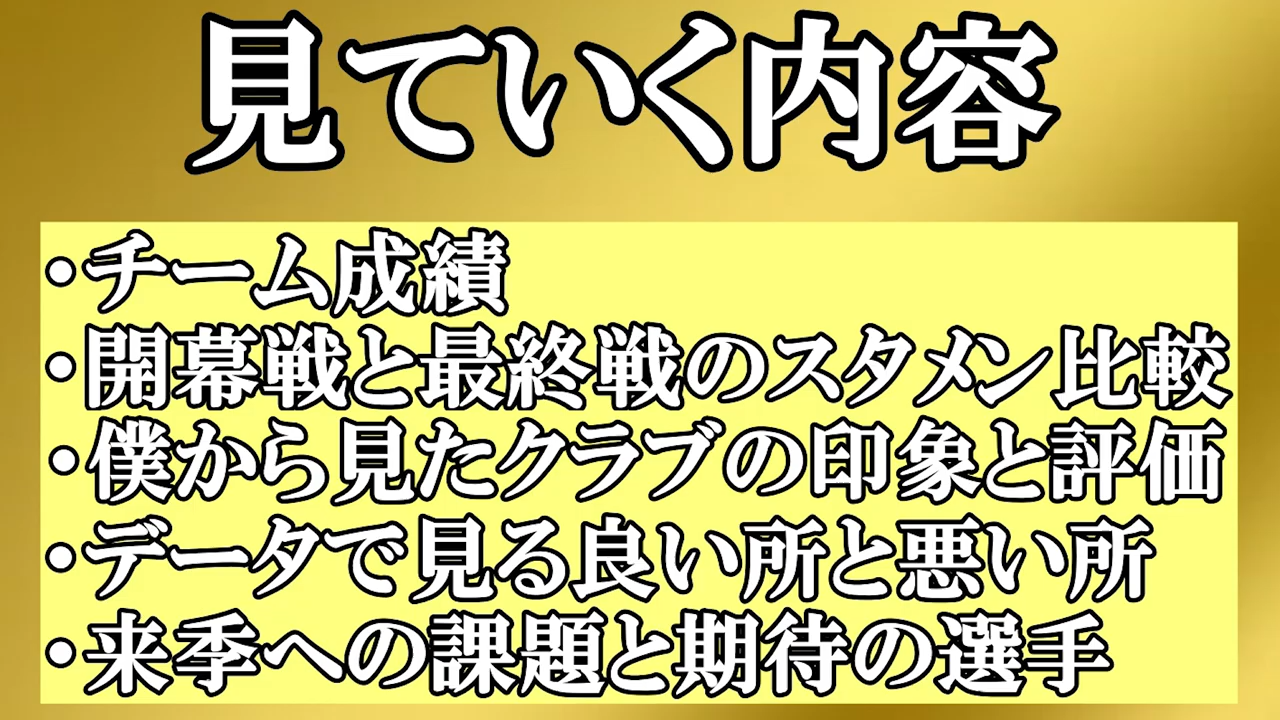 見ていく内容
・チーム成績
・開幕戦と最終戦のスタメン比較
・僕から見たクラブの印象と評価
・データで見る良い所と悪い所
・来季への課題と期待の選手